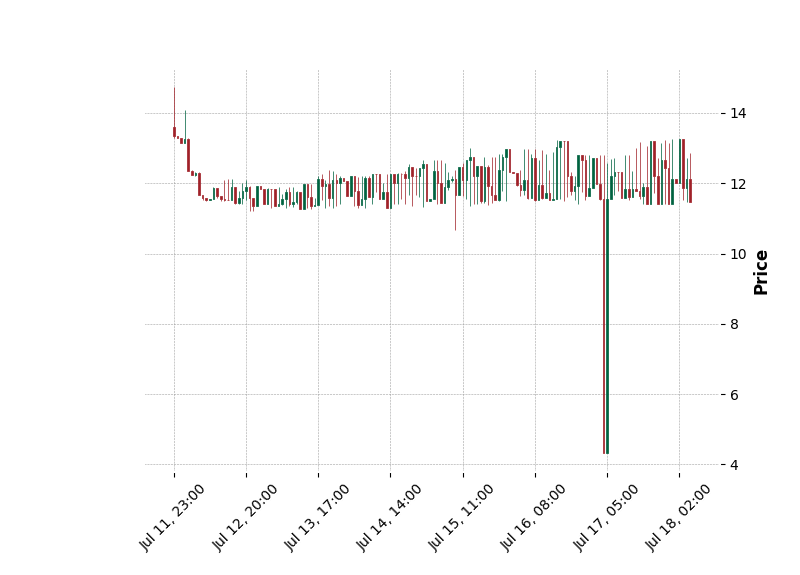 14
12
10
8
6
4
Price
Jul 11, 23:00
Jul 12, 20:00
Jul 13, 17:00
Jul 14, 14:00
Jul 15, 11:00
Jul 16, 08:00
Jul 17, 05:00
Jul 18, 02:00